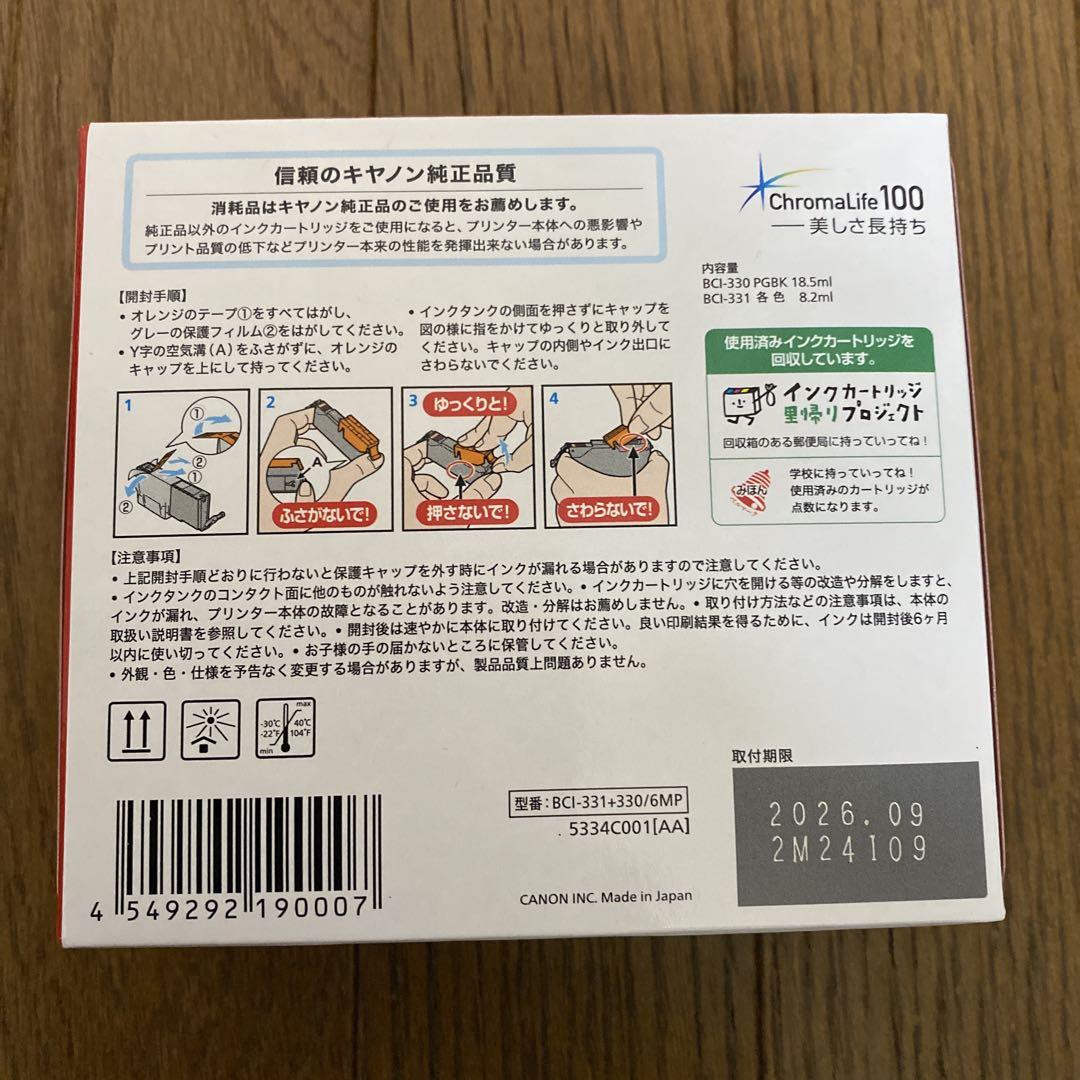 信頼のキヤノン純正品質
消耗品はキヤノン純正品のご使用をお薦めします。
純正品以外のインクカートリッジをご使用になると、プリンター本体への悪影響や
プリント品質の低下などプリンター本来の性能を発揮出来ない場合があります。
ChromaLife100
美しさ長持ち
内容量
BCI-330 PGBK 18.5ml
BCI-331 各色 8.2ml
【開封手順】
・オレンジのテープ①をすべてはがし、
グレーの保護フィルム②をはがしてください。
・Y字の空気溝(A)をふさがずに、オレンジの
キャップを上にして持ってください。
・インクタンクの側面を押さずにキャップを
図の様に指をかけてゆっくりと取り外して
ください。キャップの内側やインク出口に
さわらないでください。
1
①
②
①
②
2
A
ふさがないで!
3
ゆっくりと!
押さないで!
4
さわらないで!
使用済みインクカートリッジを
回収しています。
インクカートリッジ
里帰りプロジェクト
回収箱のある郵便局に持っていってね!
みほん
ベルマーク
学校に持っていってね!
使用済みのカートリッジが
点数になります。
【注意事項】
・上記開封手順どおりに行わないと保護キャップを外す時にインクが漏れる場合がありますので注意してください。
・インクタンクのコンタクト面に他のものが触れないよう注意してください。・インクカートリッジに穴を開ける等の改造や分解をしますと、
インクが漏れ、プリンター本体の故障となることがあります。改造・分解はお薦めしません。・取り付け方法などの注意事項は、本体の
取扱い説明書を参照してください。・開封後は速やかに本体に取り付けてください。良い印刷結果を得るために、インクは開封後6ヶ月
以内に使い切ってください。・お子様の手の届かないところに保管してください。
・外観・色・仕様を予告なく変更する場合がありますが、製品品質上問題ありません。
max
-30℃ 40℃
-22°F 104°F
min
取付期限
2026.09
2M24I09
型番:BCI-331+330/6MP
5334C001[AA]
CANON INC. Made in Japan
4 549292 190007